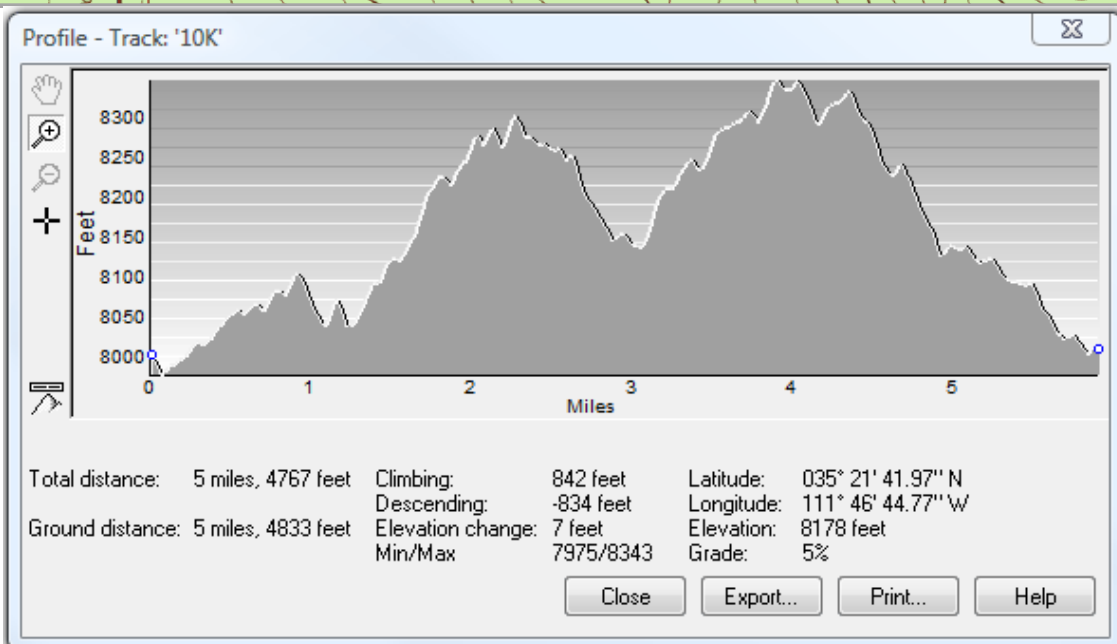 Profile - Track: '10K'
8300
8250
8200
8150
8100
8050
8000
Feet
0 1 2 3 4 5
Miles
Total distance: 5 miles, 4767 feet Climbing: 842 feet Latitude: 035° 21' 41.97'' N
Descending: -834 feet Longitude: 111° 46' 44.77'' W
Ground distance: 5 miles, 4833 feet Elevation change: 7 feet Elevation: 8178 feet
Min/Max 7975/8343 Grade: 5%
Close Export... Print... Help